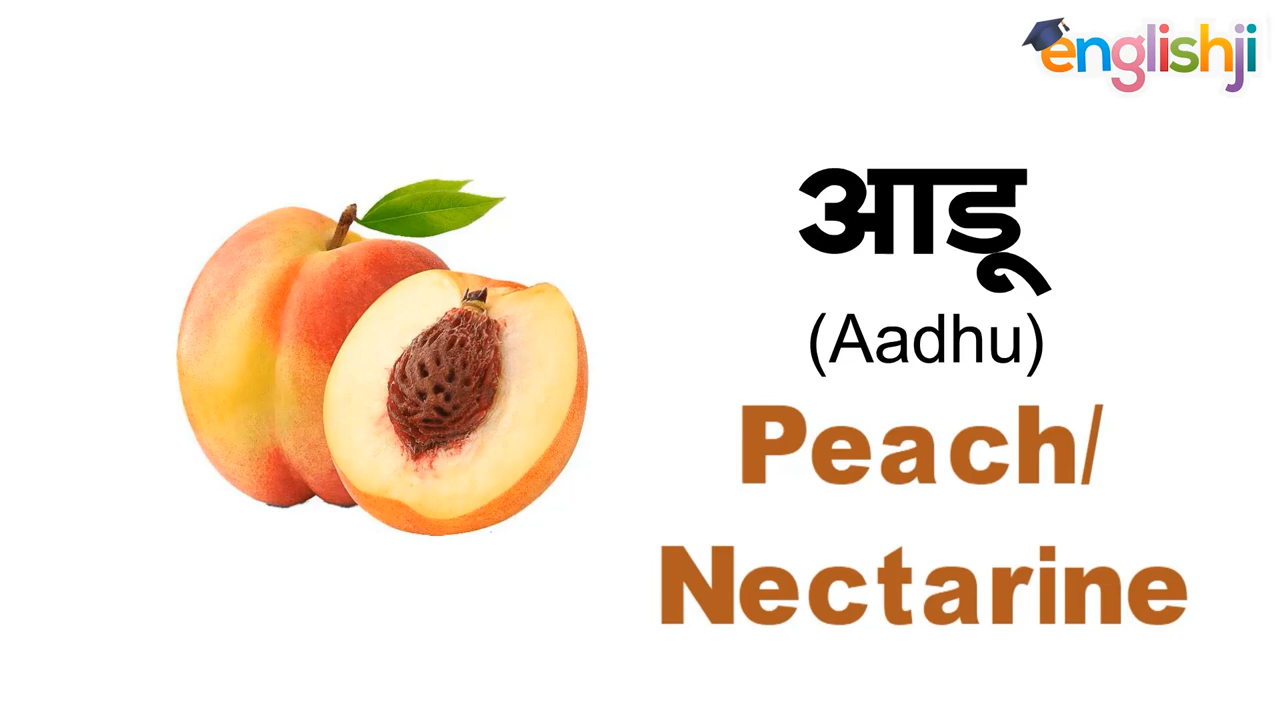 englishji
आडू
(Aadhu)
Peach/
Nectarine